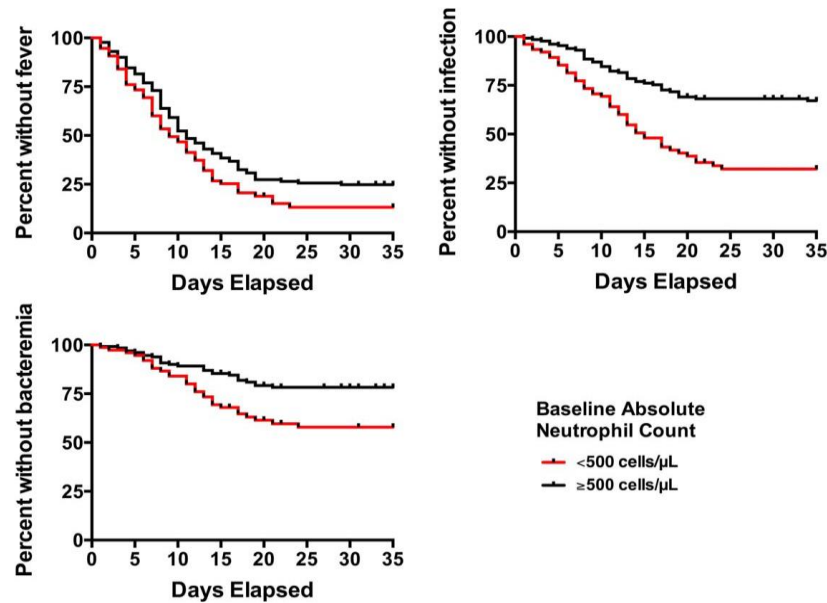 Percent without fever
100
75
50
25
0
0 5 10 15 20 25 30 35
Days Elapsed
Percent without infection
100
75
50
25
0
0 5 10 15 20 25 30 35
Days Elapsed
Percent without bacteremia
100
75
50
25
0
0 5 10 15 20 25 30 35
Days Elapsed
Baseline Absolute
Neutrophil Count
<500 cells/µL
≥500 cells/µL